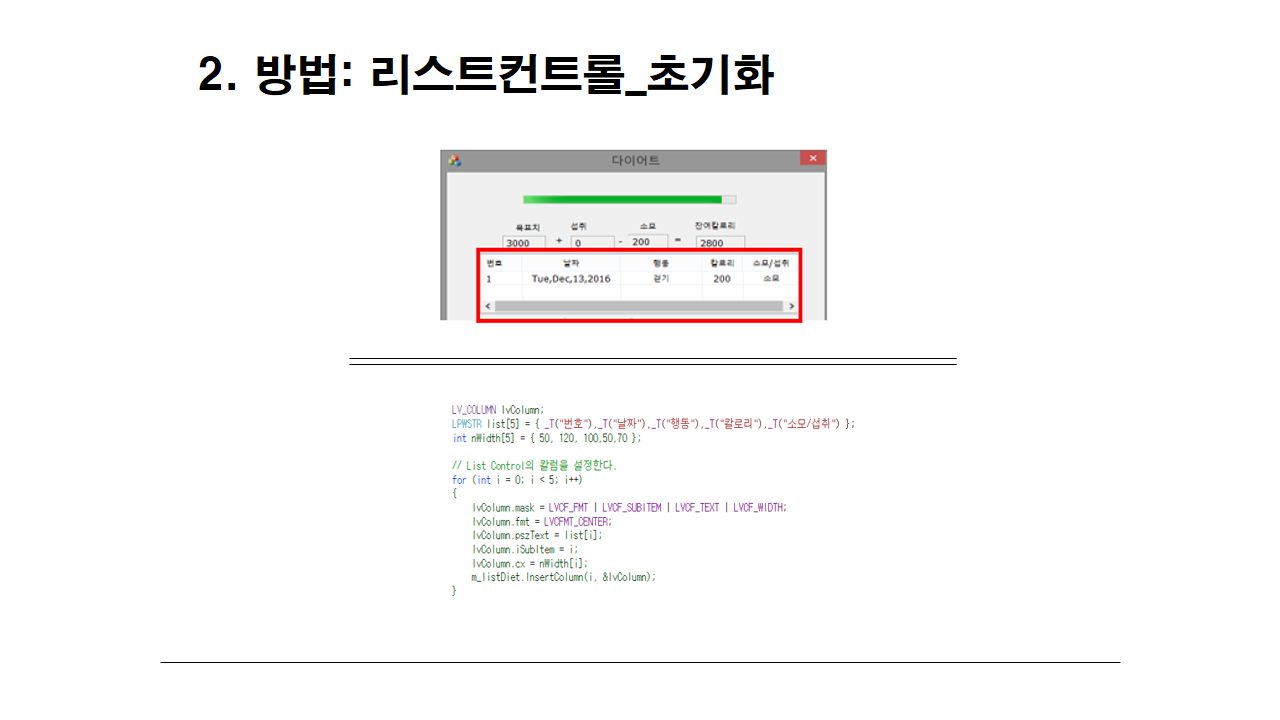 2. 방법: 리스트컨트롤_초기화
다이어트
목표치 섭취 소모 잔여칼로리
3000 + 0 - 200 = 2800
번호 날짜 행동 칼로리 소모/섭취
1 Tue,Dec,13,2016 걷기 200 소모
LV_COLUMN lvColumn;
LPWSTR list[5] = { _T("번호"),_T("날짜"),_T("행동"),_T("칼로리"),_T("소모/섭취") };
int nWidth[5] = { 50, 120, 100,50,70 };
// List Control의 칼럼을 설정한다.
for (int i = 0; i < 5; i++)
{
lvColumn.mask = LVCF_FMT | LVCF_SUBITEM | LVCF_TEXT | LVCF_WIDTH;
lvColumn.fmt = LVCFMT_CENTER;
lvColumn.pszText = list[i];
lvColumn.iSubItem = i;
lvColumn.cx = nWidth[i];
m_listDiet.InsertColumn(i, &lvColumn);
}